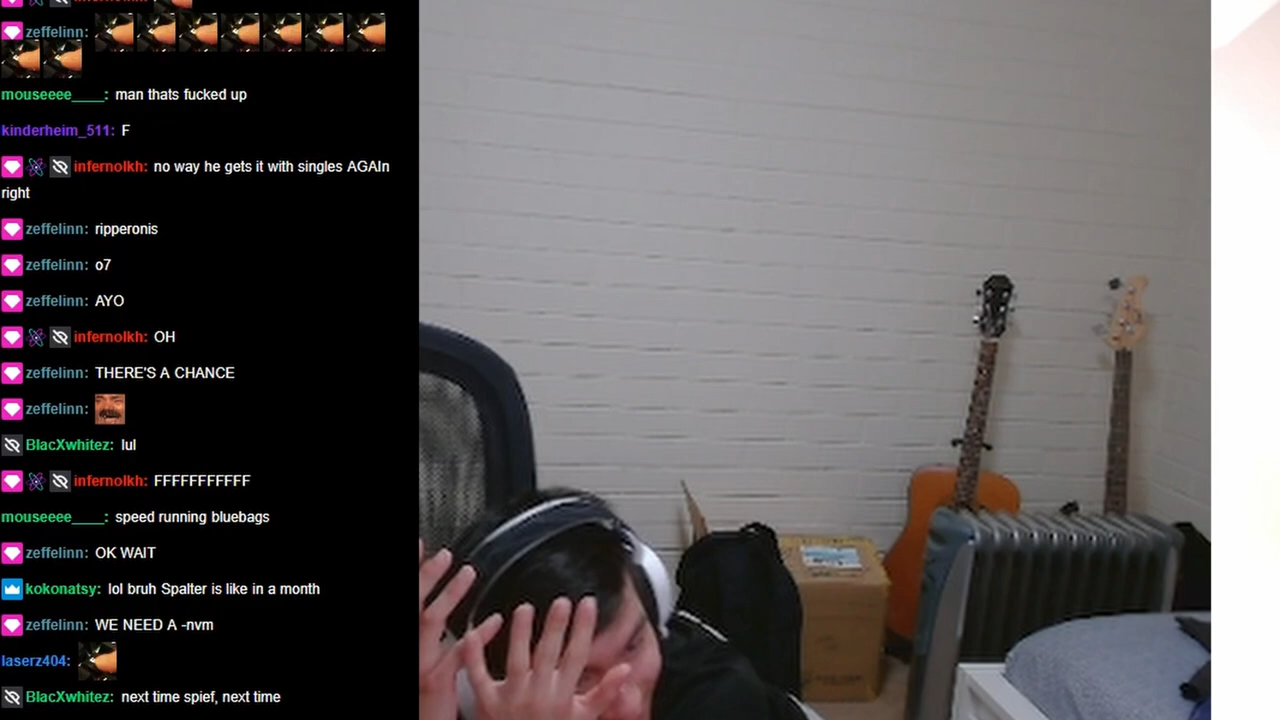 zeffelinn:
mouseeee____: man thats fucked up
kinderheim_511: F
infernolkh: no way he gets it with singles AGAIn
right
zeffelinn: ripperonis
zeffelinn: o7
zeffelinn: AYO
infernolkh: OH
zeffelinn: THERE'S A CHANCE
zeffelinn:
BlacXwhitez: lul
infernolkh: FFFFFFFFFFF
mouseeee____: speed running bluebags
zeffelinn: OK WAIT
kokonatsy: lol bruh Spalter is like in a month
zeffelinn: WE NEED A -nvm
laserz404:
BlacXwhitez: next time spief, next time